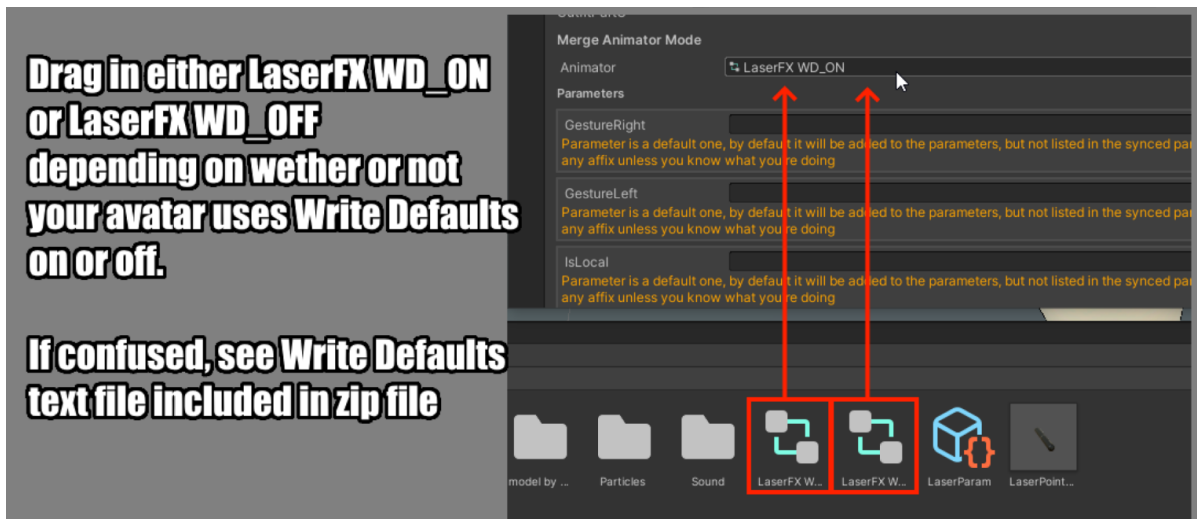 Drag in either LaserFX WD_ON
or LaserFX WD_OFF
depending on wether or not
your avatar uses Write Defaults
on or off.
If confused, see Write Defaults
text file included in zip file
Merge Animator Mode
Animator
LaserFX WD_ON
Parameters
GestureRight
Parameter is a default one, by default it will be added to the parameters, but not listed in the synced
any affix unless you know what you're doing
GestureLeft
Parameter is a default one, by default it will be added to the parameters, but not listed in the synced
any affix unless you know what you're doing
IsLocal
Parameter is a default one, by default it will be added to the parameters, but not listed in the synced
any affix unless you know what you're doing
model by ...
Particles
Sound
LaserFX W...
LaserFX W...
LaserParam
LaserPoint...